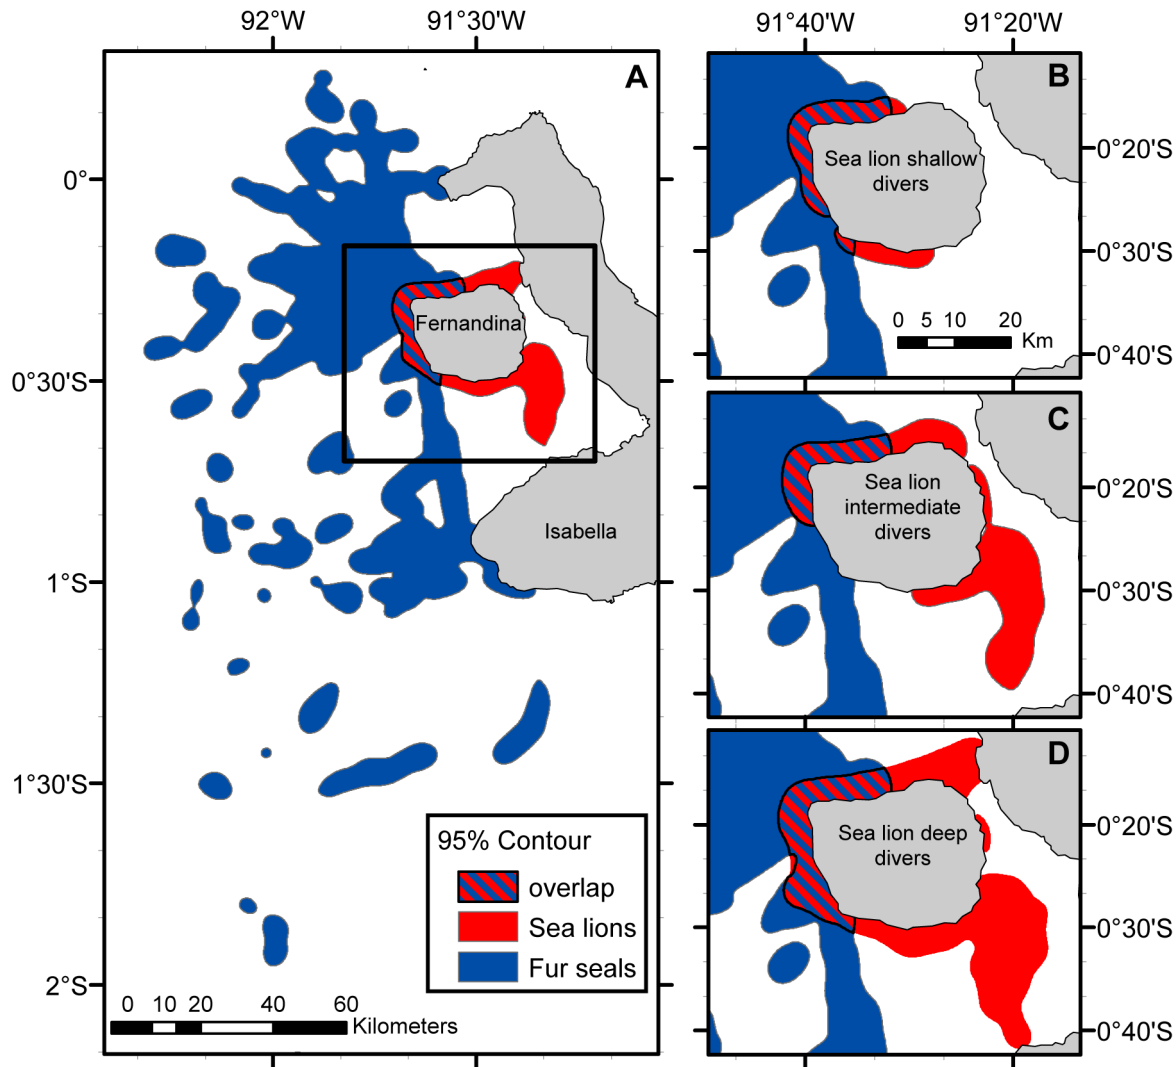 92°W 91°30'W
A
0°
0°30'S
1°S
1°30'S
2°S
Fernandina
Isabella
95% Contour
overlap
Sea lions
Fur seals
0 10 20 40 60
Kilometers
91°40'W 91°20'W
B
Sea lion shallow
divers
0°20'S
0°30'S
0°40'S
0 5 10 20
Km
C
Sea lion
intermediate
divers
0°20'S
0°30'S
0°40'S
D
Sea lion deep
divers
0°20'S
0°30'S
0°40'S